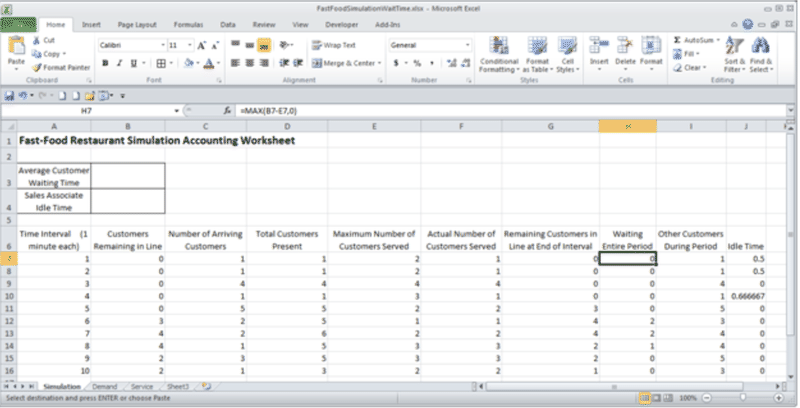 FastFoodSimulationWaitTime.xlsx - Microsoft Excel
Home Insert Page Layout Formulas Data Review View Developer Add-Ins
Paste
Cut
Copy
Format Painter
Clipboard
Calibri 11
B I U
Font
Wrap Text
Merge & Center
Alignment
General
$ % ,
Number
Conditional Formatting
Format as Table
Cell Styles
Styles
Insert Delete Format
Cells
AutoSum
Fill
Clear
Sort & Filter
Find & Select
Editing
H7 fx =MAX(B7-E7,0)
A B C D E F G H I J
1 Fast-Food Restaurant Simulation Accounting Worksheet
2
3 Average Customer Waiting Time
4 Sales Associate Idle Time
5
6 Time Interval (1 minute each) Customers Remaining in Line Number of Arriving Customers Total Customers Present Maximum Number of Customers Served Actual Number of Customers Served Remaining Customers in Line at End of Interval Waiting Entire Period Other Customers During Period Idle Time
1 0 1 1 2 1 0 0 1 0.5
8 2 0 1 1 2 1 0 0 1 0.5
9 3 0 4 4 4 4 0 0 4 0
10 4 0 1 1 3 1 0 0 1 0.666667
11 5 0 5 5 2 2 3 0 5 0
12 6 3 2 5 1 1 4 2 3 0
13 7 4 2 6 2 2 4 2 4 0
14 8 4 1 5 3 3 2 1 4 0
15 9 2 3 5 3 3 2 0 5 0
16 10 2 1 3 2 2 1 0 3 0
Simulation Demand Service Sheet3
Select destination and press ENTER or choose Paste 100%